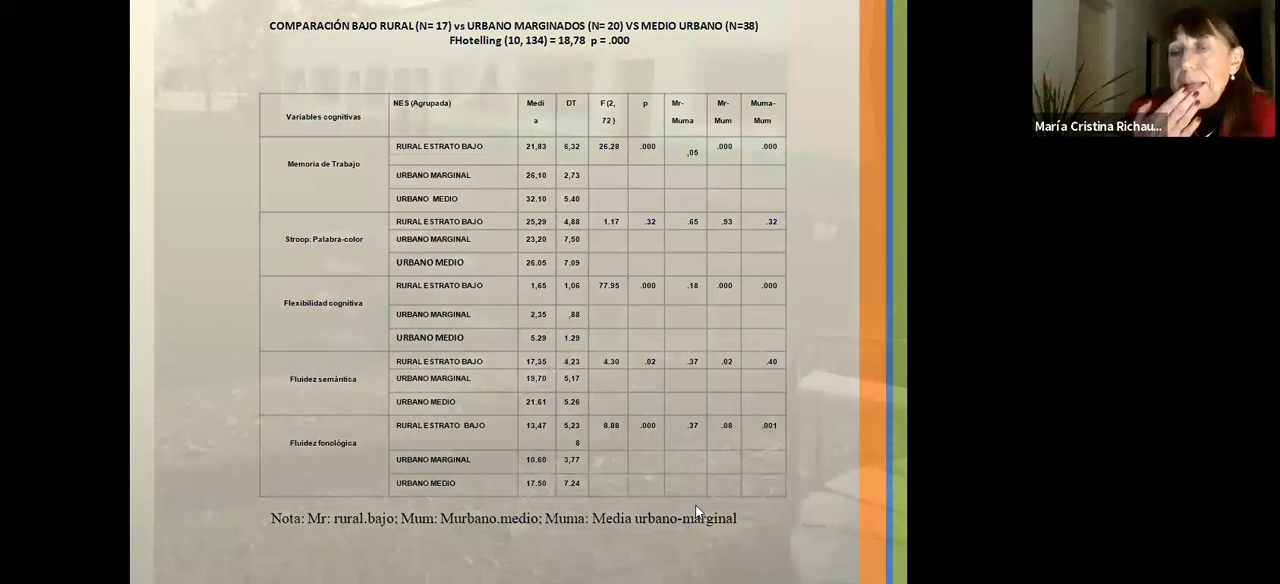 COMPARACIÓN BAJO RURAL (N= 17) vs URBANO MARGINADOS (N= 20) VS MEDIO URBANO (N=38)
FHotelling (10, 134) = 18,78 p = .000
María Cristina Richau...
Variables cognitivas NES (Agrupada) Medi a DT F (2, 72 ) p Mr- Muma Mr- Mum Muma- Mum
Memoria de Trabajo RURAL ESTRATO BAJO 21,83 6,32 26.28 .000 ,05 .000 .000
URBANO MARGINAL 26,10 2,73
URBANO MEDIO 32.10 5.40
Stroop: Palabra-color RURAL ESTRATO BAJO 25,29 4,88 1.17 .32 .65 .93 .32
URBANO MARGINAL 23,20 7,50
URBANO MEDIO 26.05 7.09
Flexibilidad cognitiva RURAL ESTRATO BAJO 1,65 1,06 77.95 .000 .18 .000 .000
URBANO MARGINAL 2,35 ,88
URBANO MEDIO 5.29 1.29
Fluidez semántica RURAL ESTRATO BAJO 17,35 4,23 4.30 .02 .37 .02 .40
URBANO MARGINAL 19,70 5,17
URBANO MEDIO 21.61 5.26
Fluidez fonológica RURAL ESTRATO BAJO 13,47 5,23 8 8.88 .000 .37 .08 .001
URBANO MARGINAL 10.60 3,77
URBANO MEDIO 17.50 7.24
Nota: Mr: rural.bajo; Mum: Murbano.medio; Muma: Media urbano-marginal